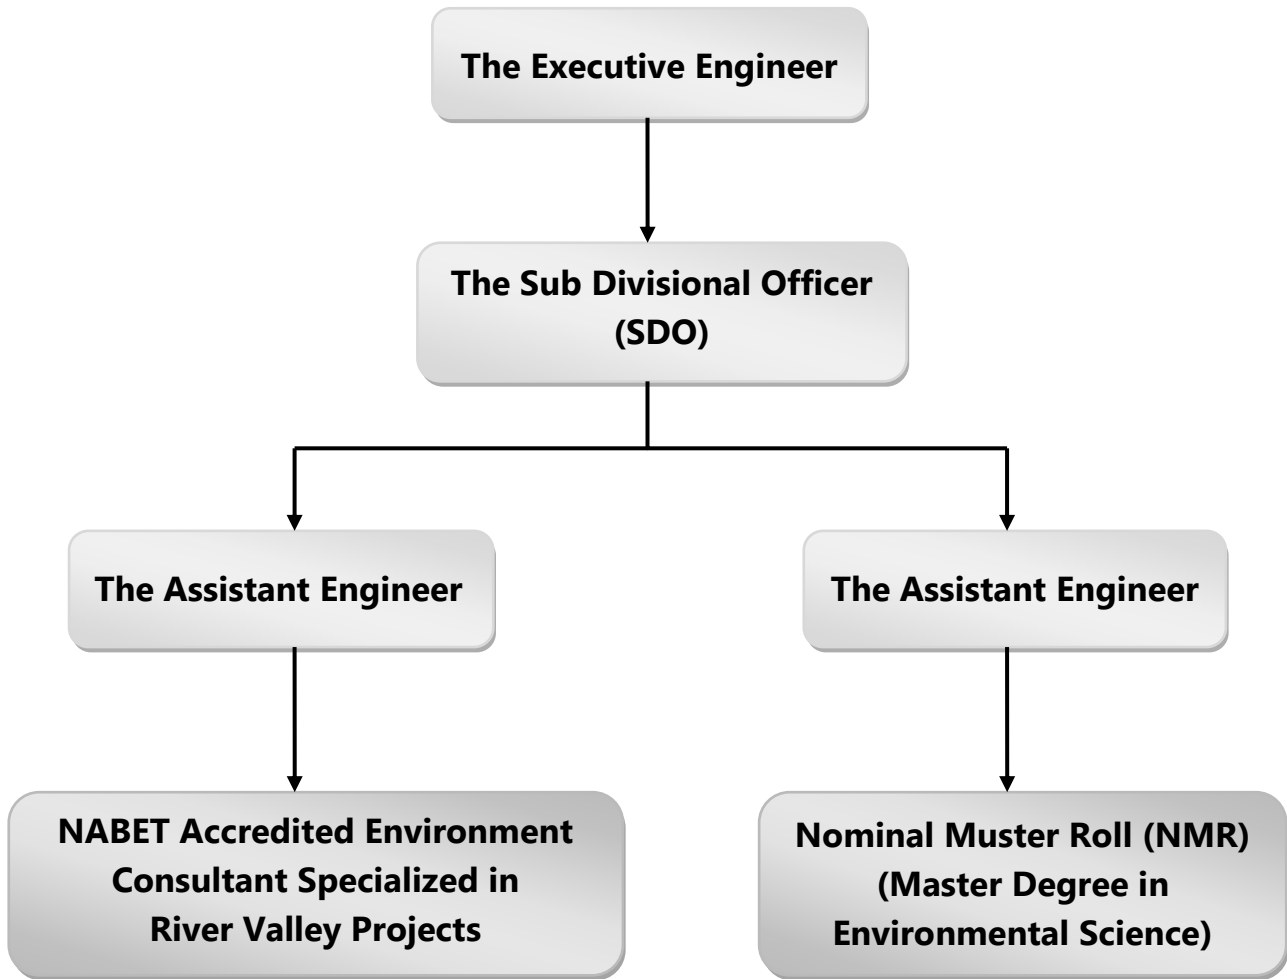 The Executive Engineer
The Sub Divisional Officer
(SDO)
The Assistant Engineer
The Assistant Engineer
NABET Accredited Environment
Consultant Specialized in
River Valley Projects
Nominal Muster Roll (NMR)
(Master Degree in
Environmental Science)